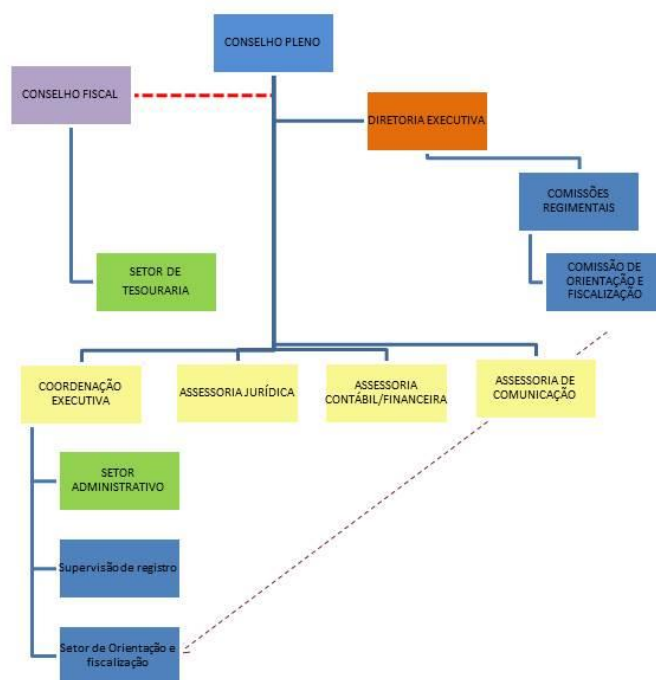 CONSELHO PLENO
CONSELHO FISCAL
DIRETORIA EXECUTIVA
COMISSÕES
REGIMENTAIS
SETOR DE
TESOURARIA
COMISSÃO DE
ORIENTAÇÃO E
FISCALIZAÇÃO
COORDENAÇÃO
EXECUTIVA
ASSESSORIA JURÍDICA
ASSESSORIA
CONTÁBIL/FINANCEIRA
ASSESSORIA DE
COMUNICAÇÃO
SETOR
ADMINISTRATIVO
Supervisão de registro
Setor de Orientação e
fiscalização